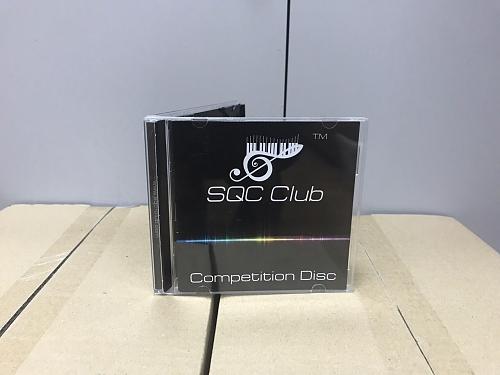 TM
SQC Club
Competition Disc